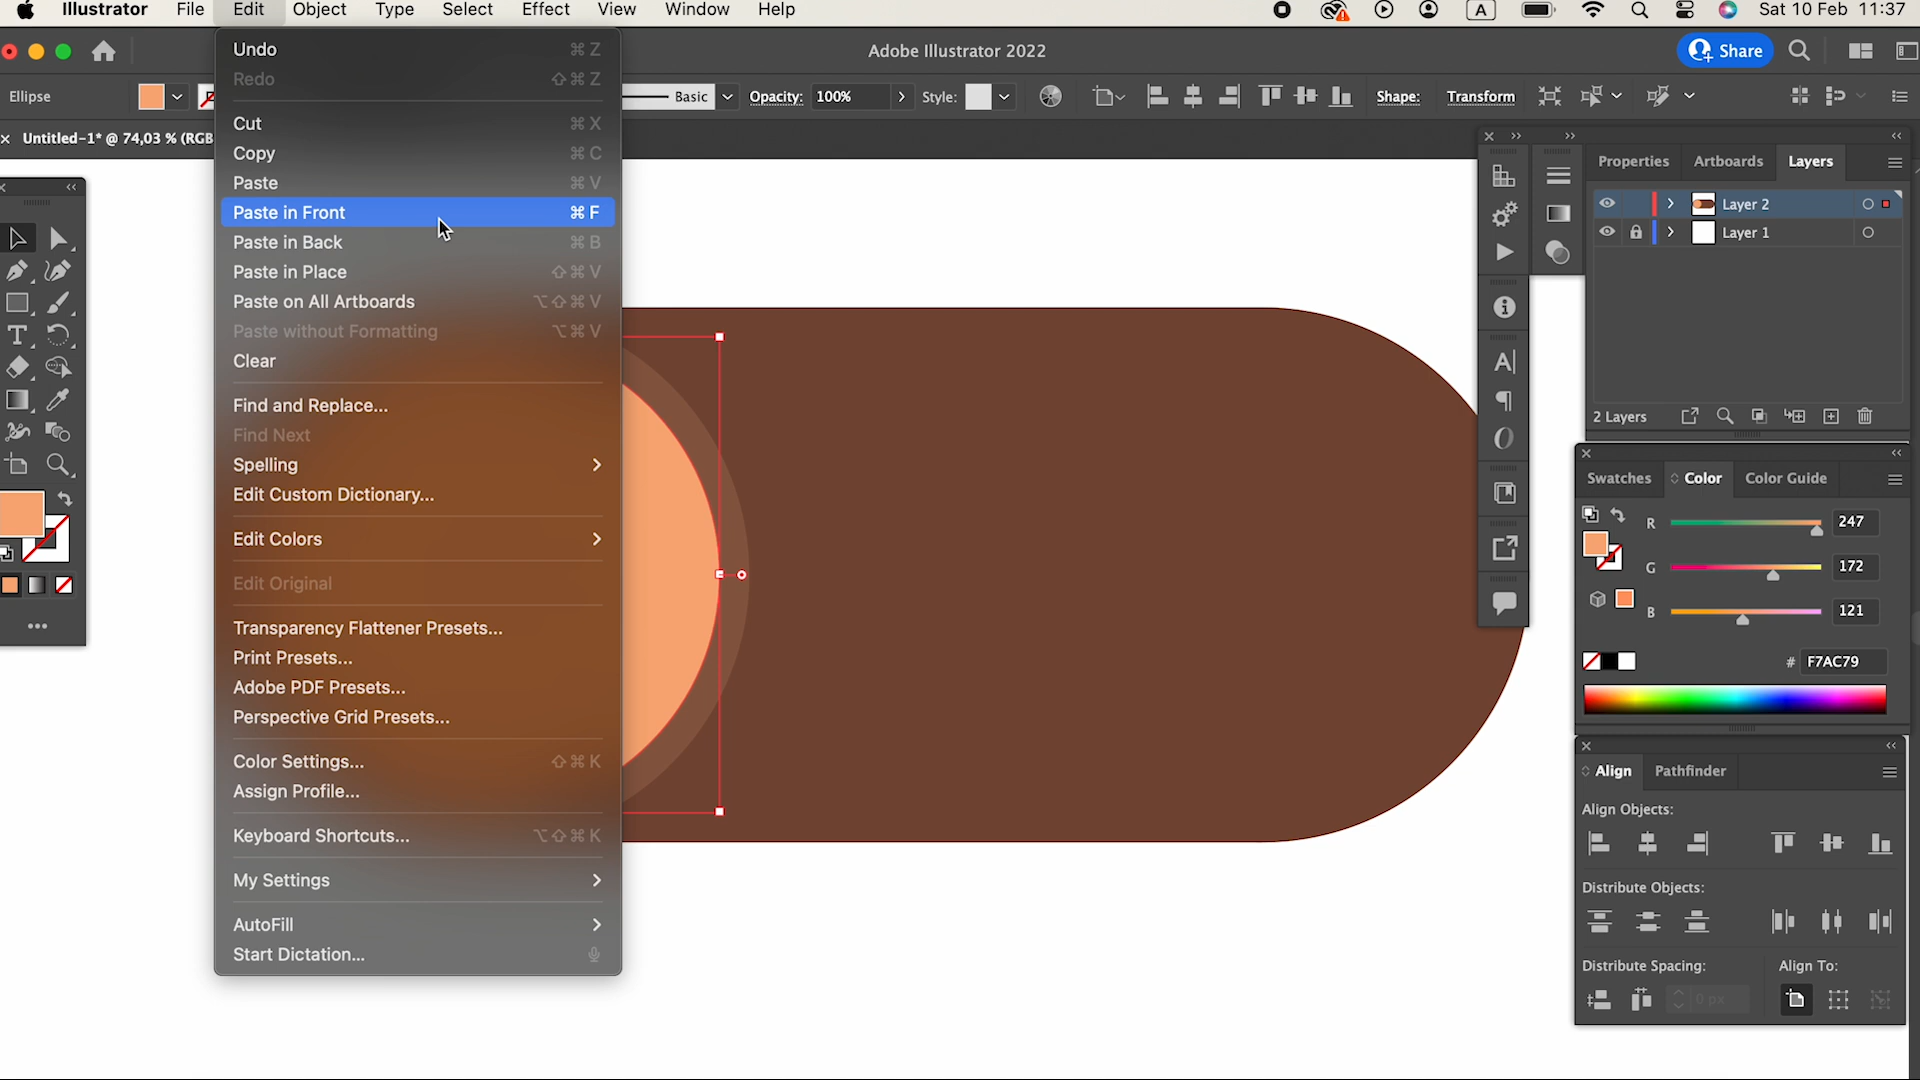 Illustrator File Edit Object Type Select Effect View Window Help
A
Sat 10 Feb 11:37
Adobe Illustrator 2022
Share
Ellipse
Basic
Opacity: 100%
Style:
Shape:
Transform
× Untitled-1* @ 74,03 % (RGB
Undo ⌘ Z
Redo ⇧ ⌘ Z
Cut ⌘ X
Copy ⌘ C
Paste ⌘ V
Paste in Front ⌘ F
Paste in Back ⌘ B
Paste in Place ⇧ ⌘ V
Paste on All Artboards ⌥ ⇧ ⌘ V
Paste without Formatting ⌥ ⌘ V
Clear
Find and Replace...
Find Next
Spelling
Edit Custom Dictionary...
Edit Colors
Edit Original
Transparency Flattener Presets...
Print Presets...
Adobe PDF Presets...
Perspective Grid Presets...
Color Settings... ⇧ ⌘ K
Assign Profile...
Keyboard Shortcuts... ⌥ ⇧ ⌘ K
My Settings
AutoFill
Start Dictation...
Properties Artboards Layers
Layer 2
Layer 1
2 Layers
Swatches Color Color Guide
R 247
G 172
B 121
# F7AC79
Align Pathfinder
Align Objects:
Distribute Objects:
Distribute Spacing: Align To:
0 px